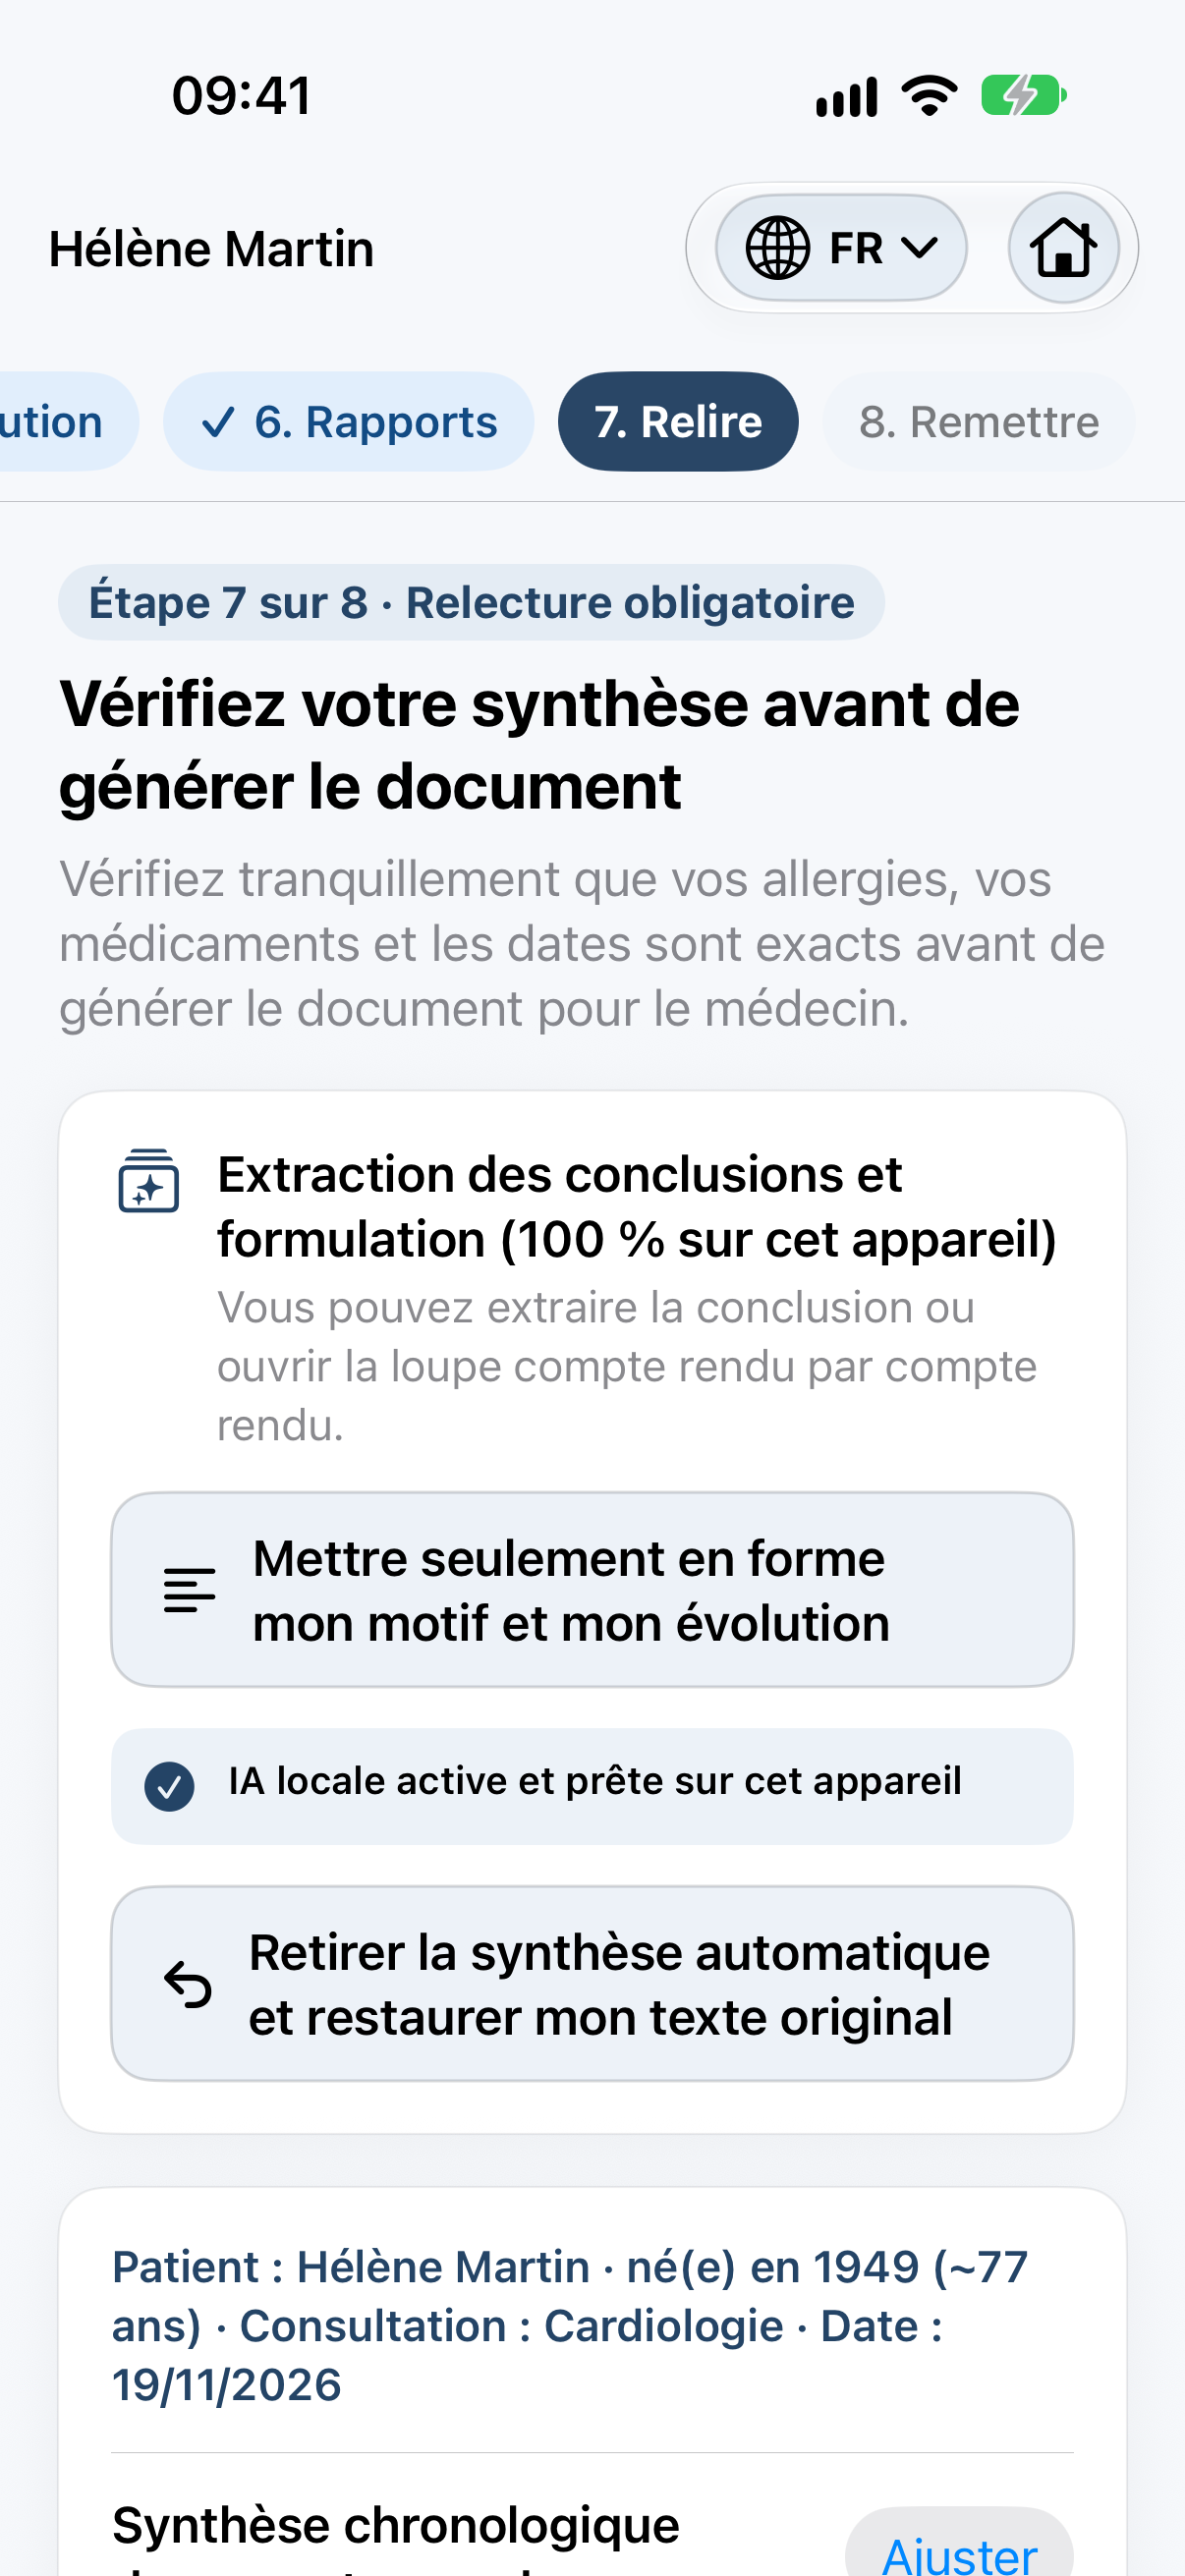 09:41
Hélène Martin
FR
ution
✓ 6. Rapports
7. Relire
8. Remettre
Étape 7 sur 8 · Relecture obligatoire
Vérifiez votre synthèse avant de
générer le document
Vérifiez tranquillement que vos allergies, vos
médicaments et les dates sont exacts avant de
générer le document pour le médecin.
Extraction des conclusions et
formulation (100 % sur cet appareil)
Vous pouvez extraire la conclusion ou
ouvrir la loupe compte rendu par compte
rendu.
Mettre seulement en forme
mon motif et mon évolution
IA locale active et prête sur cet appareil
Retirer la synthèse automatique
et restaurer mon texte original
Patient : Hélène Martin · né(e) en 1949 (~77
ans) · Consultation : Cardiologie · Date :
19/11/2026
Synthèse chronologique
Ajuster